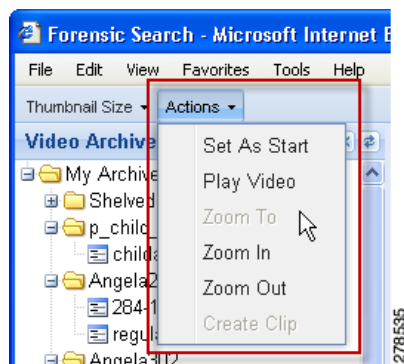 Forensic Search - Microsoft Internet
File Edit View Favorites Tools Help
Thumbnail Size Actions
Video Archive
Set As Start
My Archive
Play Video
Shelved
Zoom To
p_child_
childa
Zoom In
Angela2
Zoom Out
284-1
Create Clip
regula
Angela302
278535